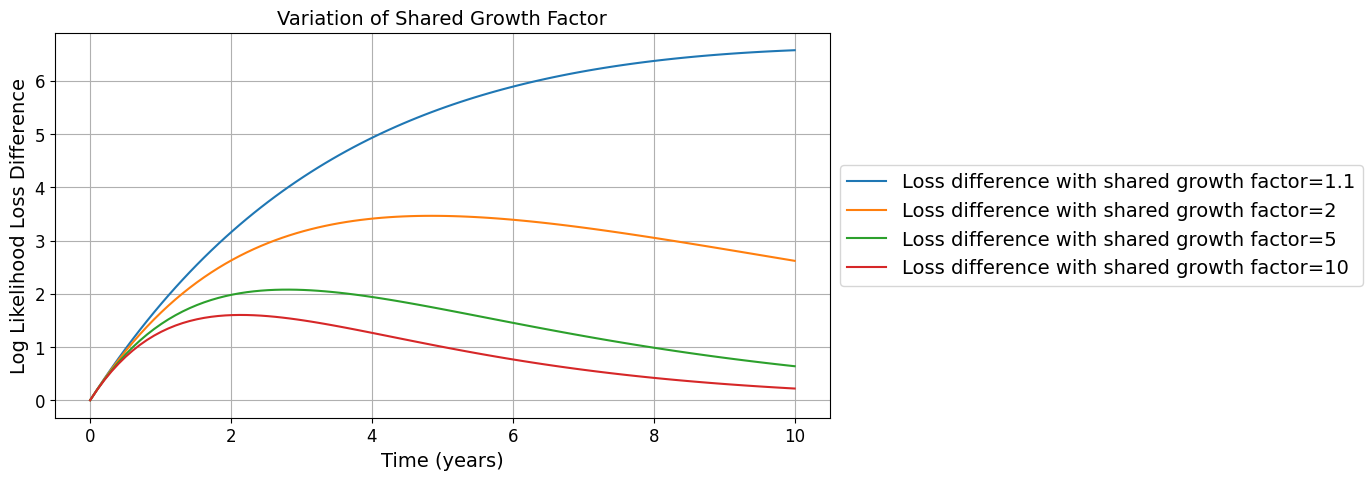 Variation of Shared Growth Factor
Log Likelihood Loss Difference
6
5
4
3
2
1
0
0 2 4 6 8 10
Time (years)
Loss difference with shared growth factor=1.1
Loss difference with shared growth factor=2
Loss difference with shared growth factor=5
Loss difference with shared growth factor=10